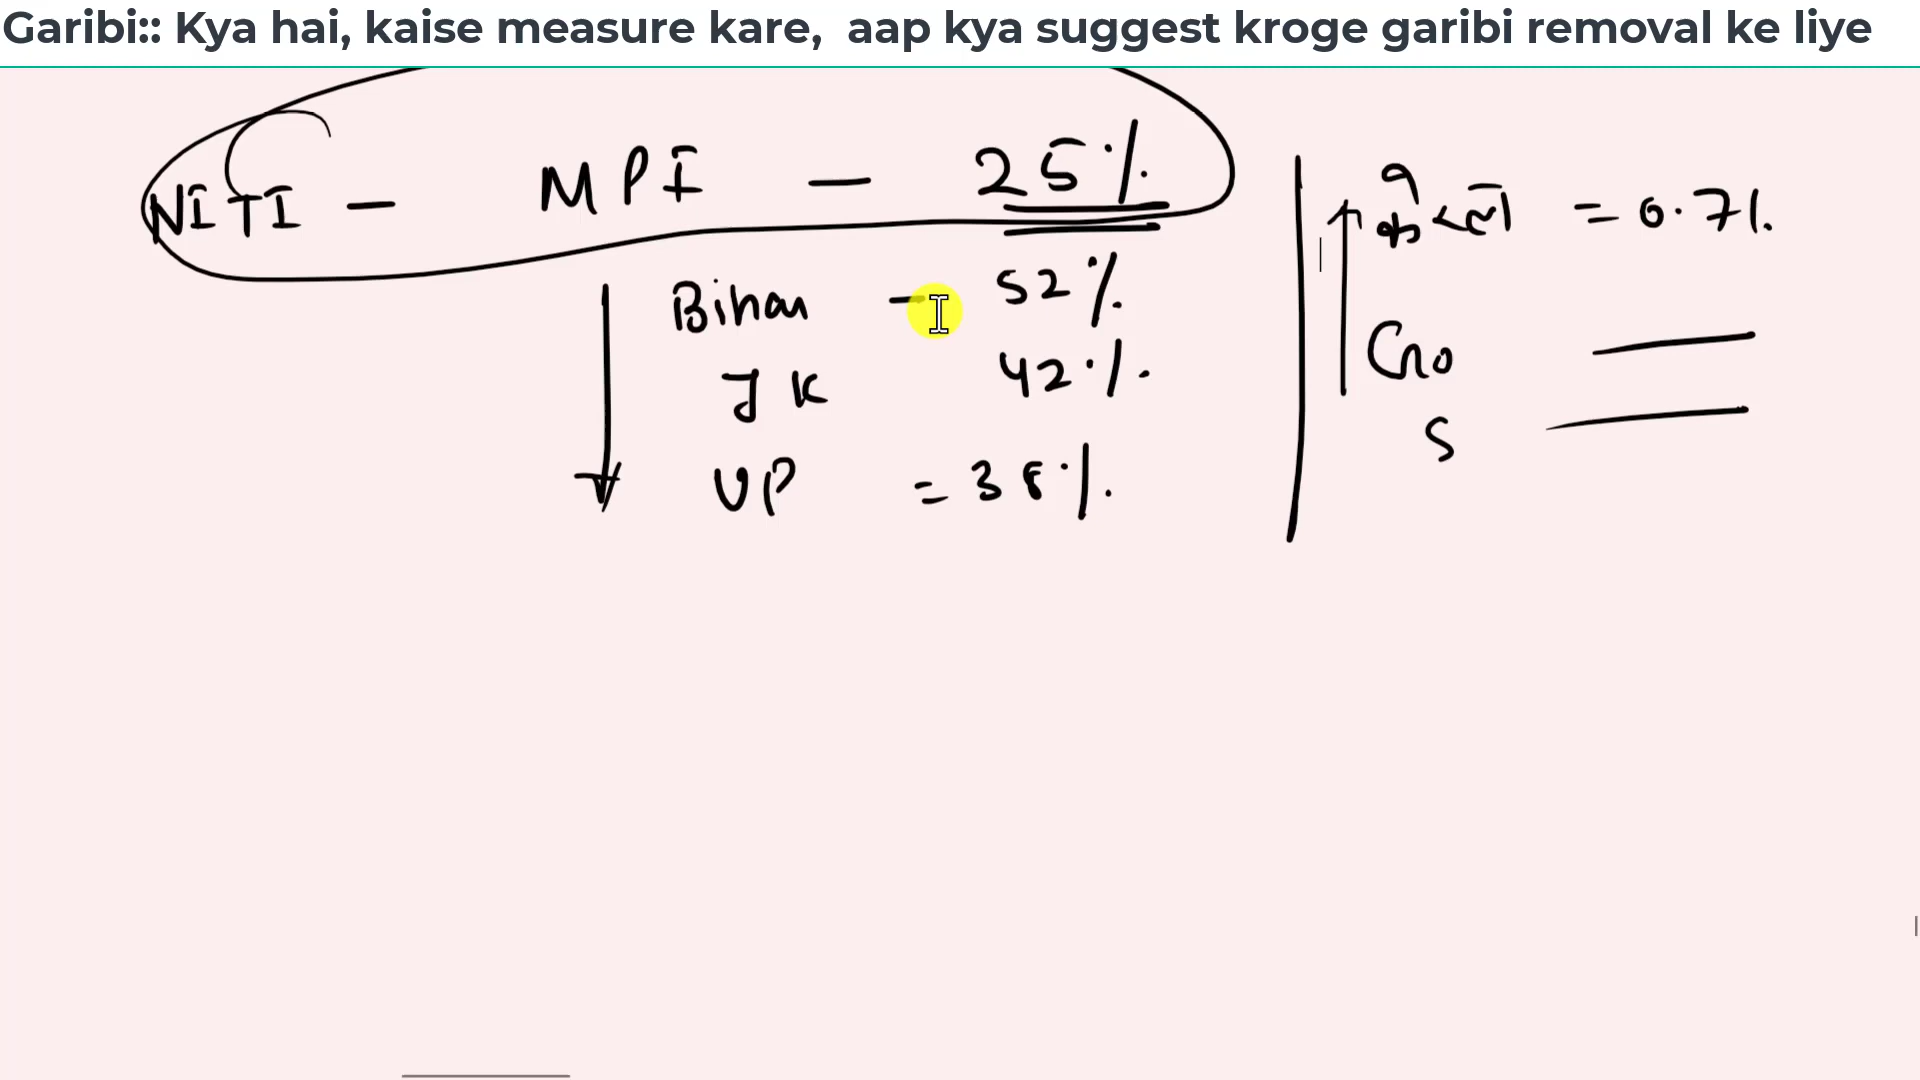 Garibi:: Kya hai, kaise measure kare, aap kya suggest kroge garibi removal ke liye
NITI - MPI - 25%
Bihar - 52%
JK 42%
UP = 38%
= 0.7%
Go
S